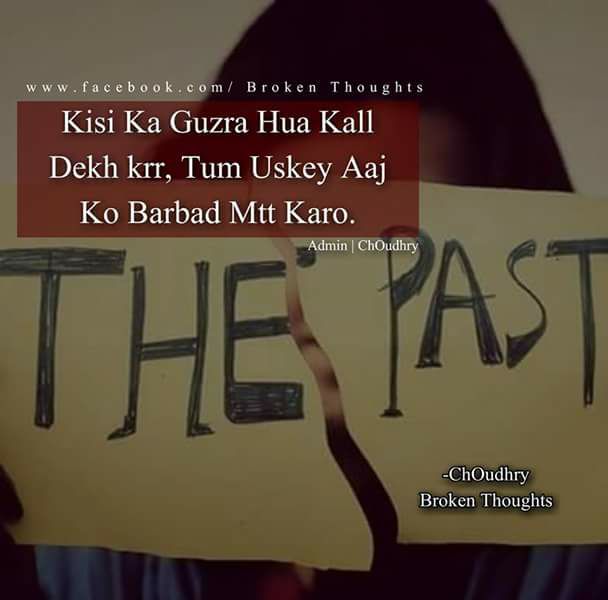 www.facebook.com/ Broken Thoughts
Kisi Ka Guzra Hua Kall
Dekh krr, Tum Uskey Aaj
Ko Barbad Mtt Karo.
Admin | ChOudhry
THE PAST
-ChOudhry
Broken Thoughts